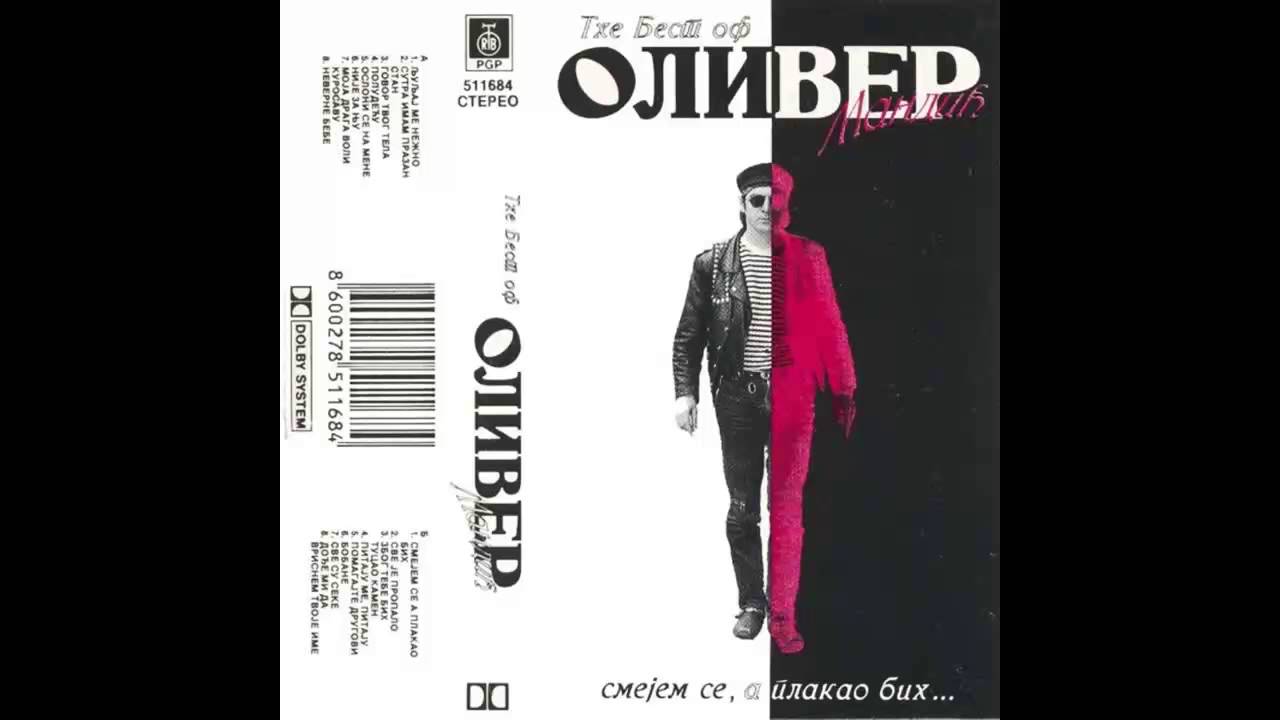 А
1. ЉУЉАЈ МЕ НЕЖНО
2. СУТРА ИМАМ ПРАЗАН
СТАН
3. ГОВОР ТВОГ ТЕЛА
4. ПОЛУДЕЋУ
5. ОСЛОНИ СЕ НА МЕНЕ
6. НИЈЕ ЗА ЊУ
7. МОЈА ДРАГА ВОЛИ
КУРОСАВУ
8. НЕВЕРНЕ БЕБЕ
8 600278 511684
DOLBY SYSTEM
Б
1. СМЕЈЕМ СЕ А ПЛАКАО
БИХ
2. СВЕ ЈЕ ПРОПАЛО
3. ЗБОГ ТЕБЕ БИХ
ТУЦАО КАМЕН
4. ПИТАЈУ МЕ, ПИТАЈУ
5. ПОМАГАЈТЕ ДРУГОВИ
6. БОБАНЕ
7. СВЕ СУ СЕКЕ
8. ДОЂЕ МИ ДА
ВРИСНЕМ ТВОЈЕ ИМЕ
RTB
PGP
511684
СТЕРЕО
Тхе Бест оф
ОЛИВЕР
Мандић
Тхе Бест оф
ОЛИВЕР
Мандић
смејем се, а плакао бих...